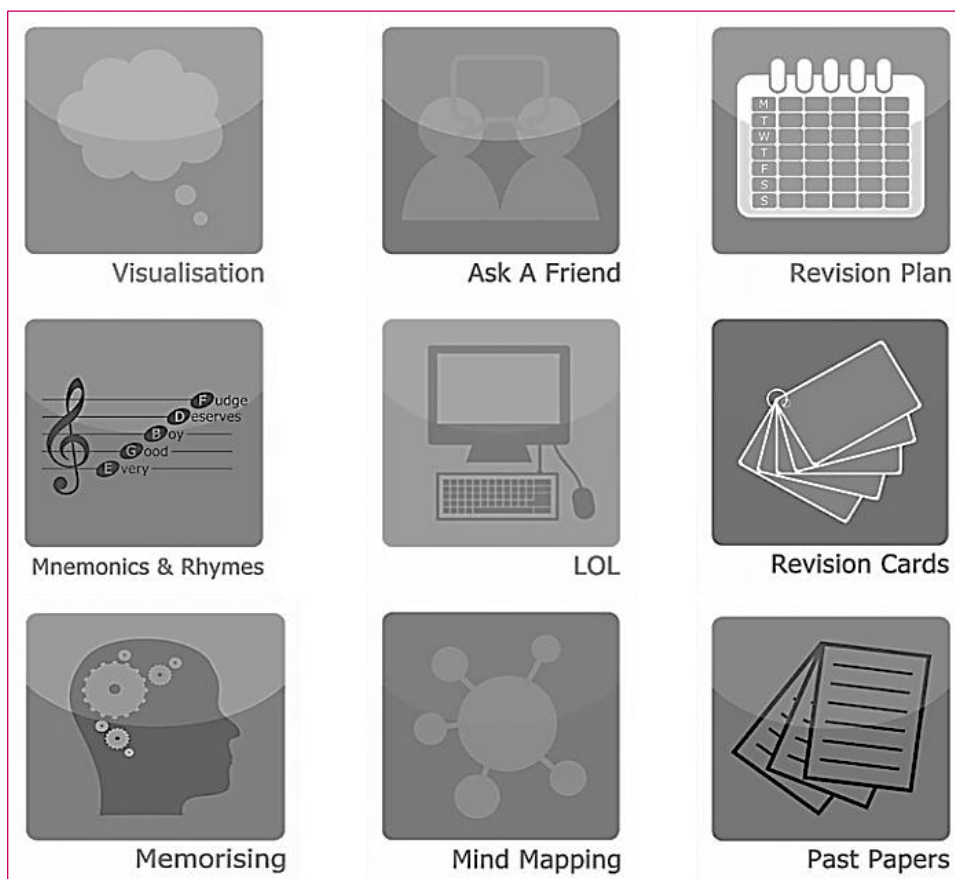 Visualisation
Ask A Friend
M
T
W
T
F
S
S
Revision Plan
Fudge
Deserves
Boy
Good
Every
Mnemonics & Rhymes
LOL
Revision Cards
Memorising
Mind Mapping
Past Papers